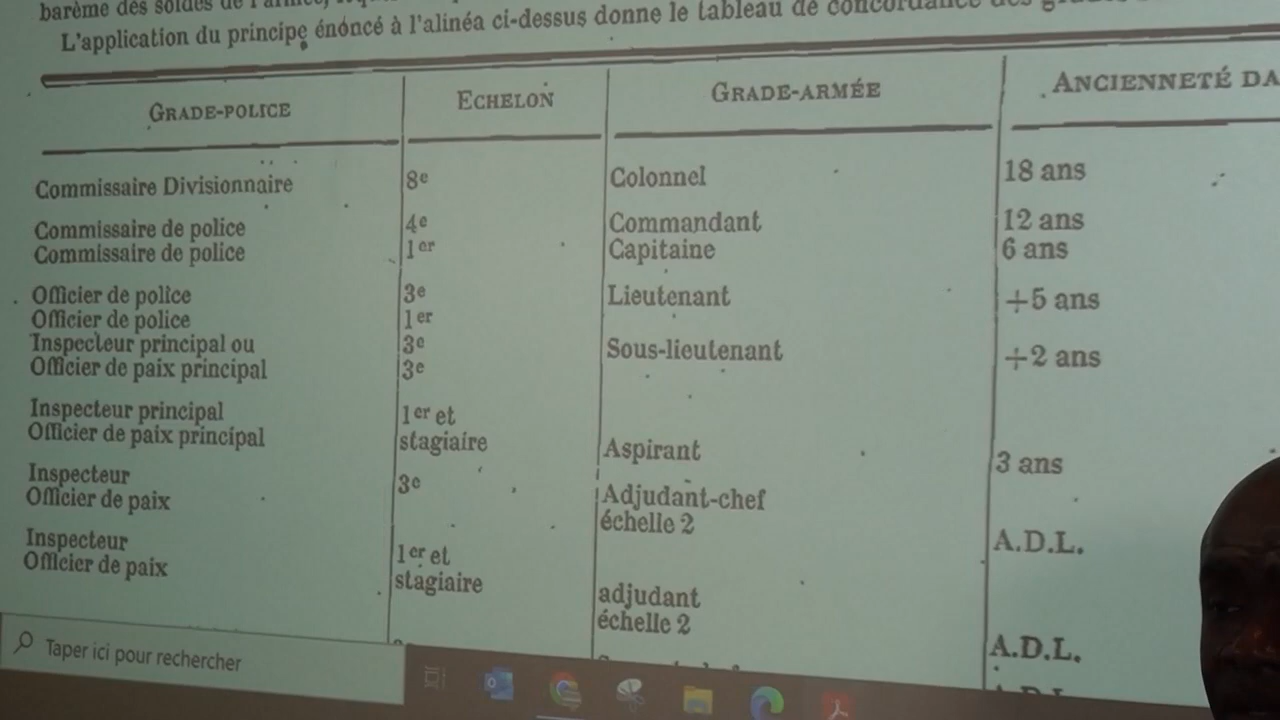 barème des soldes de l'armée,
L'application du principe énoncé à l'alinéa ci-dessus donne le tableau de concordance des
GRADE-POLICE ECHELON GRADE-ARMÉE ANCIENNETÉ DA
Commissaire Divisionnaire 8e Colonnel 18 ans
Commissaire de police 4e Commandant 12 ans
Commissaire de police 1er Capitaine 6 ans
Officier de police 3e Lieutenant +5 ans
Officier de police 1er
Inspecteur principal ou 3e Sous-lieutenant +2 ans
Officier de paix principal 3e
Inspecteur principal 1er et
Officier de paix principal stagiaire Aspirant 3 ans
Inspecteur 3e Adjudant-chef
Officier de paix échelle 2 A.D.L.
Inspecteur 1er et
Officier de paix stagiaire adjudant
échelle 2 A.D.L.
Taper ici pour rechercher